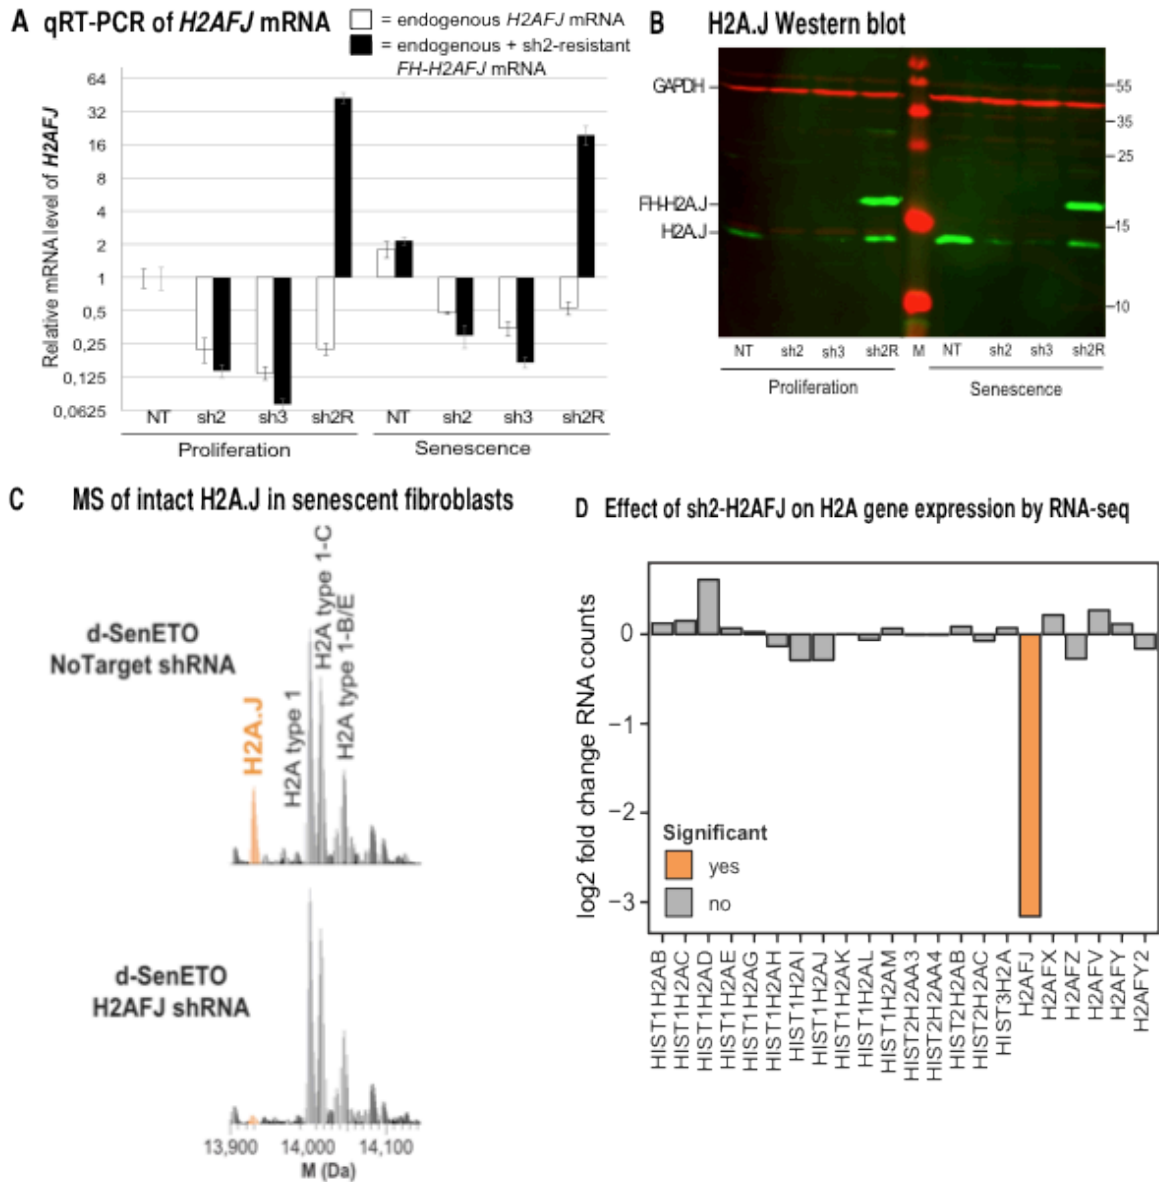 A qRT-PCR of H2AFJ mRNA
= endogenous H2AFJ mRNA
= endogenous + sh2-resistant
FH-H2AFJ mRNA
Relative mRNA level of H2AFJ
64
32
16
8
4
2
1
0,5
0,25
0,125
0,0625
NT sh2 sh3 sh2R NT sh2 sh3 sh2R
Proliferation Senescence
B H2A.J Western blot
GAPDH
FH-H2A.J
H2A.J
55
35
25
15
10
NT sh2 sh3 sh2R M NT sh2 sh3 sh2R
Proliferation Senescence
C MS of intact H2A.J in senescent fibroblasts
d-SenETO
NoTarget shRNA
H2A.J
H2A type 1
H2A type 1-C
H2A type 1-B/E
d-SenETO
H2AFJ shRNA
13,900 14,000 14,100
M (Da)
D Effect of sh2-H2AFJ on H2A gene expression by RNA-seq
log2 fold change RNA counts
0
−1
−2
−3
Significant
yes
no
HIST1H2AB
HIST1H2AC
HIST1H2AD
HIST1H2AE
HIST1H2AG
HIST1H2AH
HIST1H2AI
HIST1H2AJ
HIST1H2AK
HIST1H2AL
HIST1H2AM
HIST2H2AA3
HIST2H2AA4
HIST2H2AB
HIST2H2AC
HIST3H2A
H2AFJ
H2AFX
H2AFZ
H2AFV
H2AFY
H2AFY2